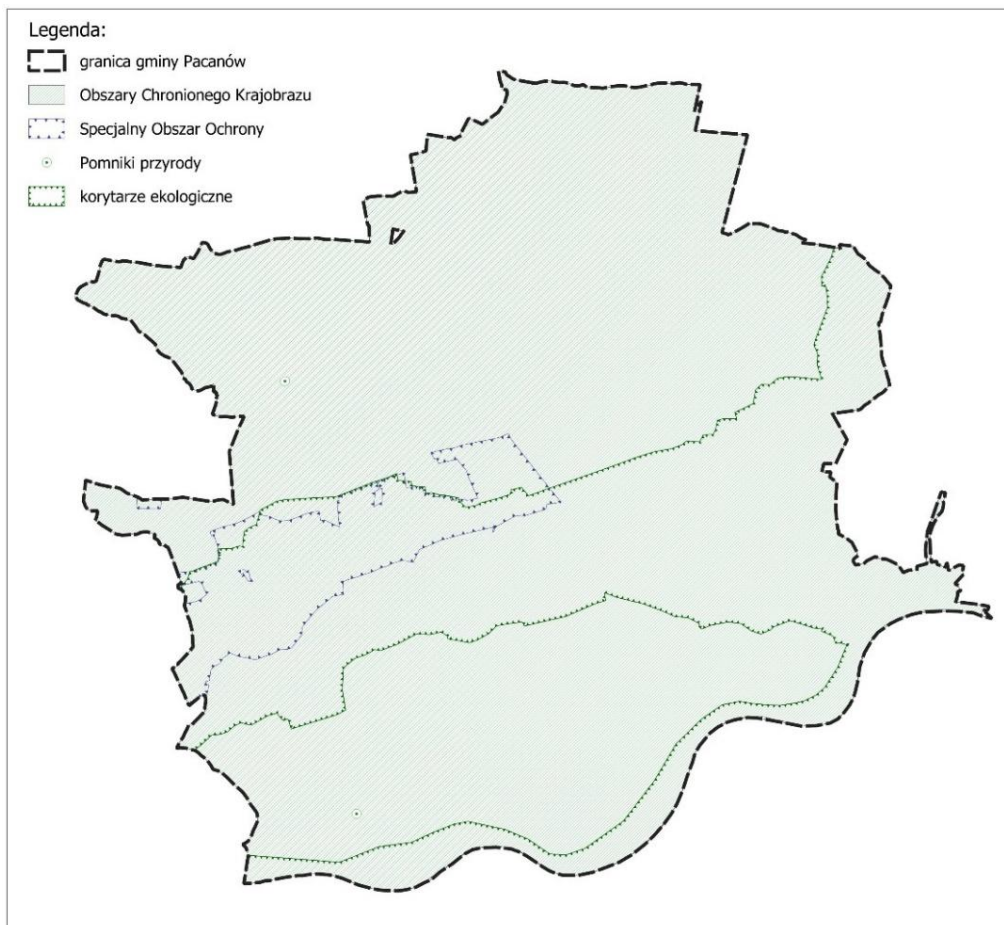 Legenda:
granica gminy Pacanów
Obszary Chronionego Krajobrazu
Specjalny Obszar Ochrony
Pomniki przyrody
korytarze ekologiczne